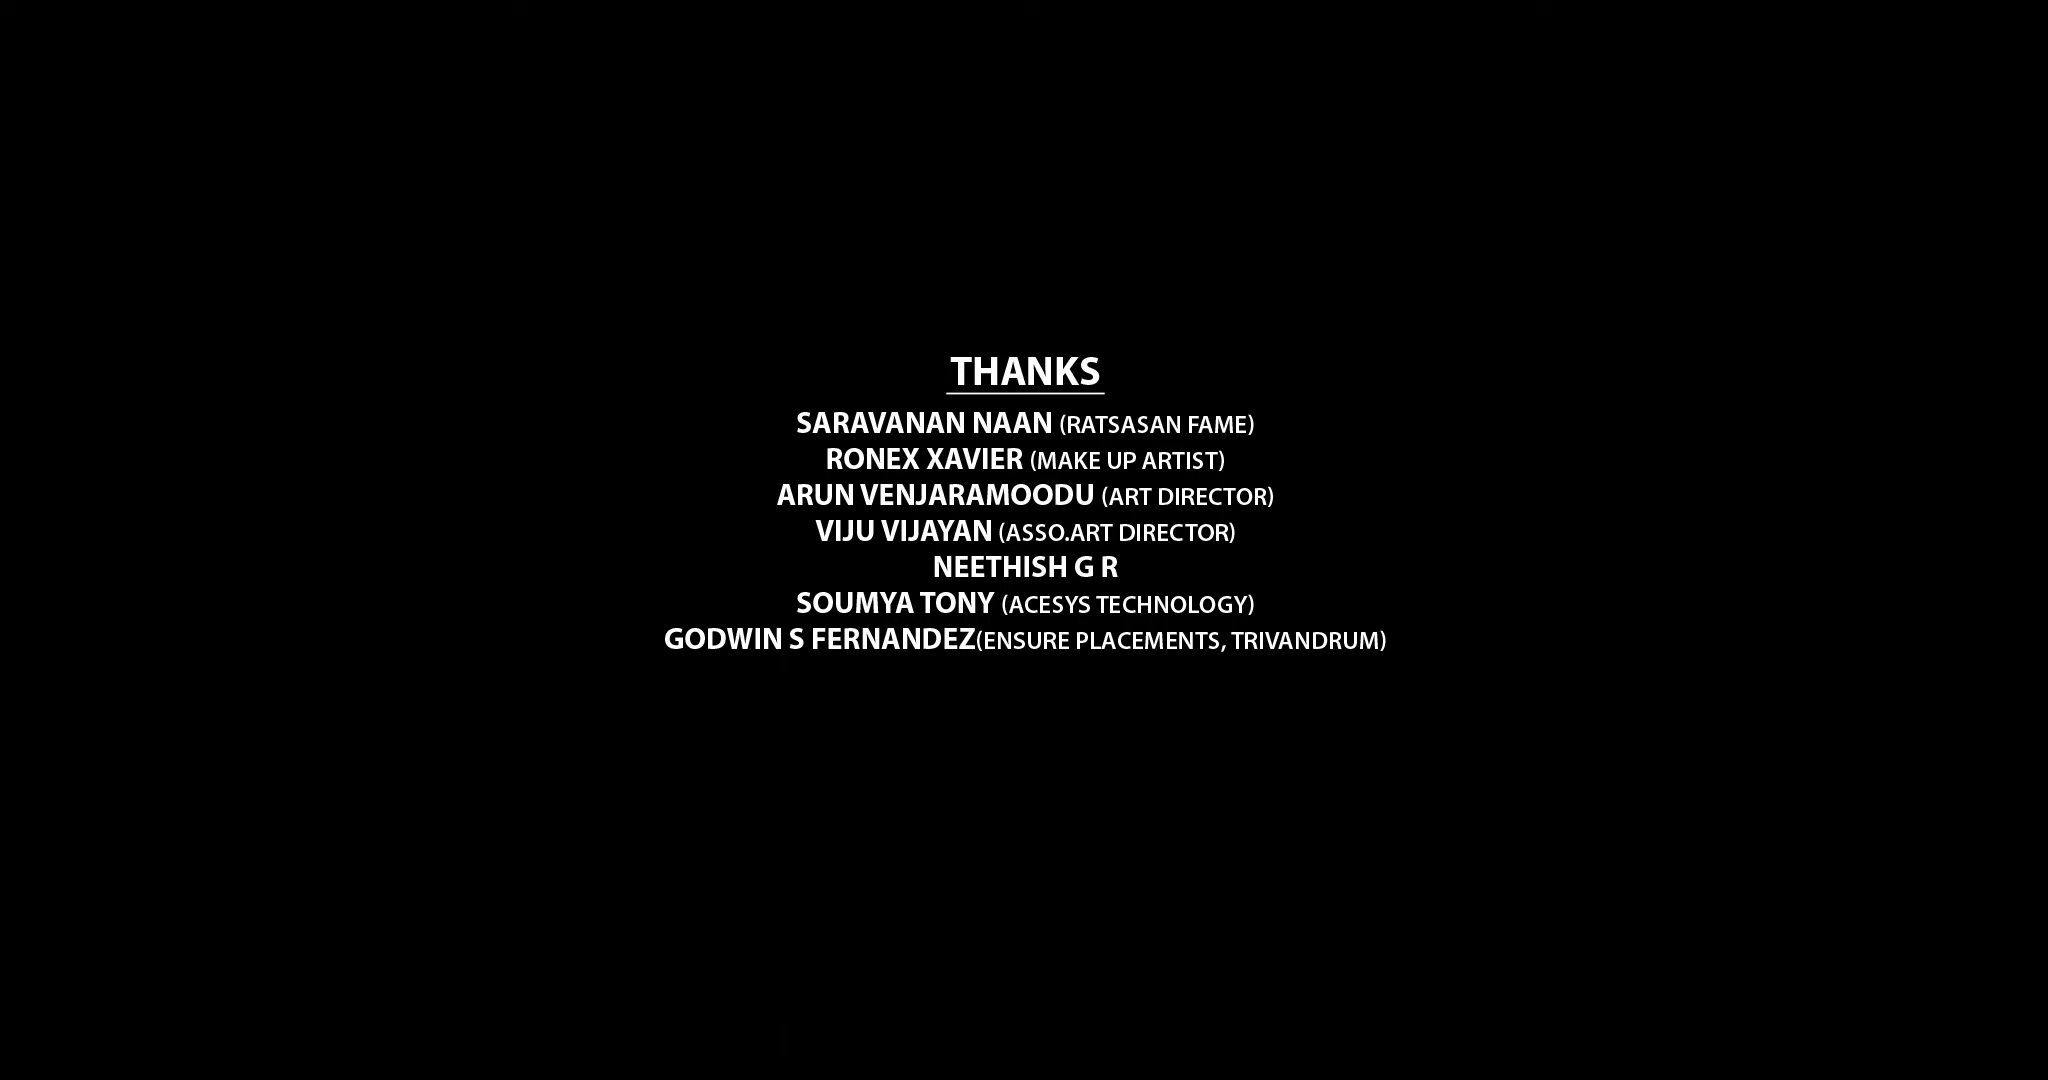 THANKS
SARAVANAN NAAN (RATSASAN FAME)
RONEX XAVIER (MAKE UP ARTIST)
ARUN VENJARAMOODU (ART DIRECTOR)
VIJU VIJAYAN (ASSO.ART DIRECTOR)
NEETHISH G R
SOUMYA TONY (ACESYS TECHNOLOGY)
GODWIN S FERNANDEZ(ENSURE PLACEMENTS, TRIVANDRUM)